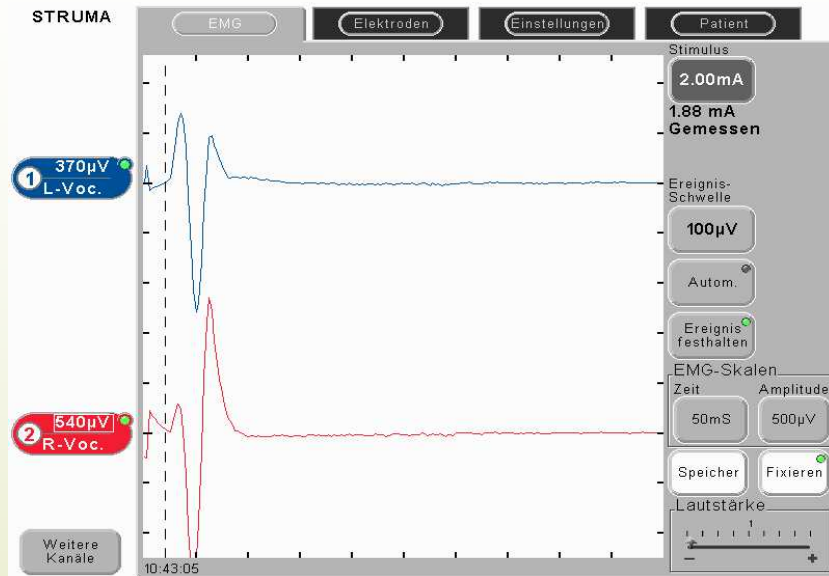 STRUMA
EMG
Elektroden
Einstellungen
Patient
Stimulus
2.00mA
1.88 mA
Gemessen
1
370µV
L-Voc.
Ereignis-
Schwelle
100µV
Autom.
Ereignis
festhalten
EMG-Skalen
Zeit
Amplitude
50mS
500µV
2
540µV
R-Voc.
Speicher
Fixieren
Lautstärke
1
- +
Weitere
Kanäle
10:43:05